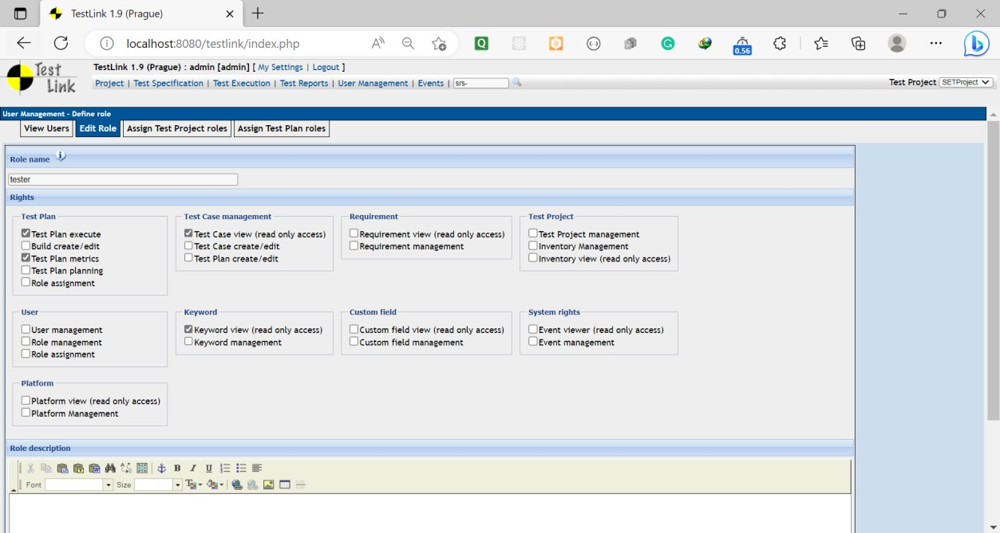 TestLink 1.9 (Prague)
localhost:8080/testlink/index.php
0.56
Test Link
TestLink 1.9 (Prague) : admin [admin] [ My Settings | Logout ]
Project | Test Specification | Test Execution | Test Reports | User Management | Events | srs-
Test Project SETProject
User Management - Define role
View Users Edit Role Assign Test Project roles Assign Test Plan roles
Role name
tester
Rights
Test Plan Test Case management Requirement Test Project
Test Plan execute Test Case view (read only access) Requirement view (read only access) Test Project management
Build create/edit Test Case create/edit Requirement management Inventory Management
Test Plan metrics Test Plan create/edit Inventory view (read only access)
Test Plan planning
Role assignment
User Keyword Custom field System rights
User management Keyword view (read only access) Custom field view (read only access) Event viewer (read only access)
Role management Keyword management Custom field management Event management
Role assignment
Platform
Platform view (read only access)
Platform Management
Role description
B I U
Font Size